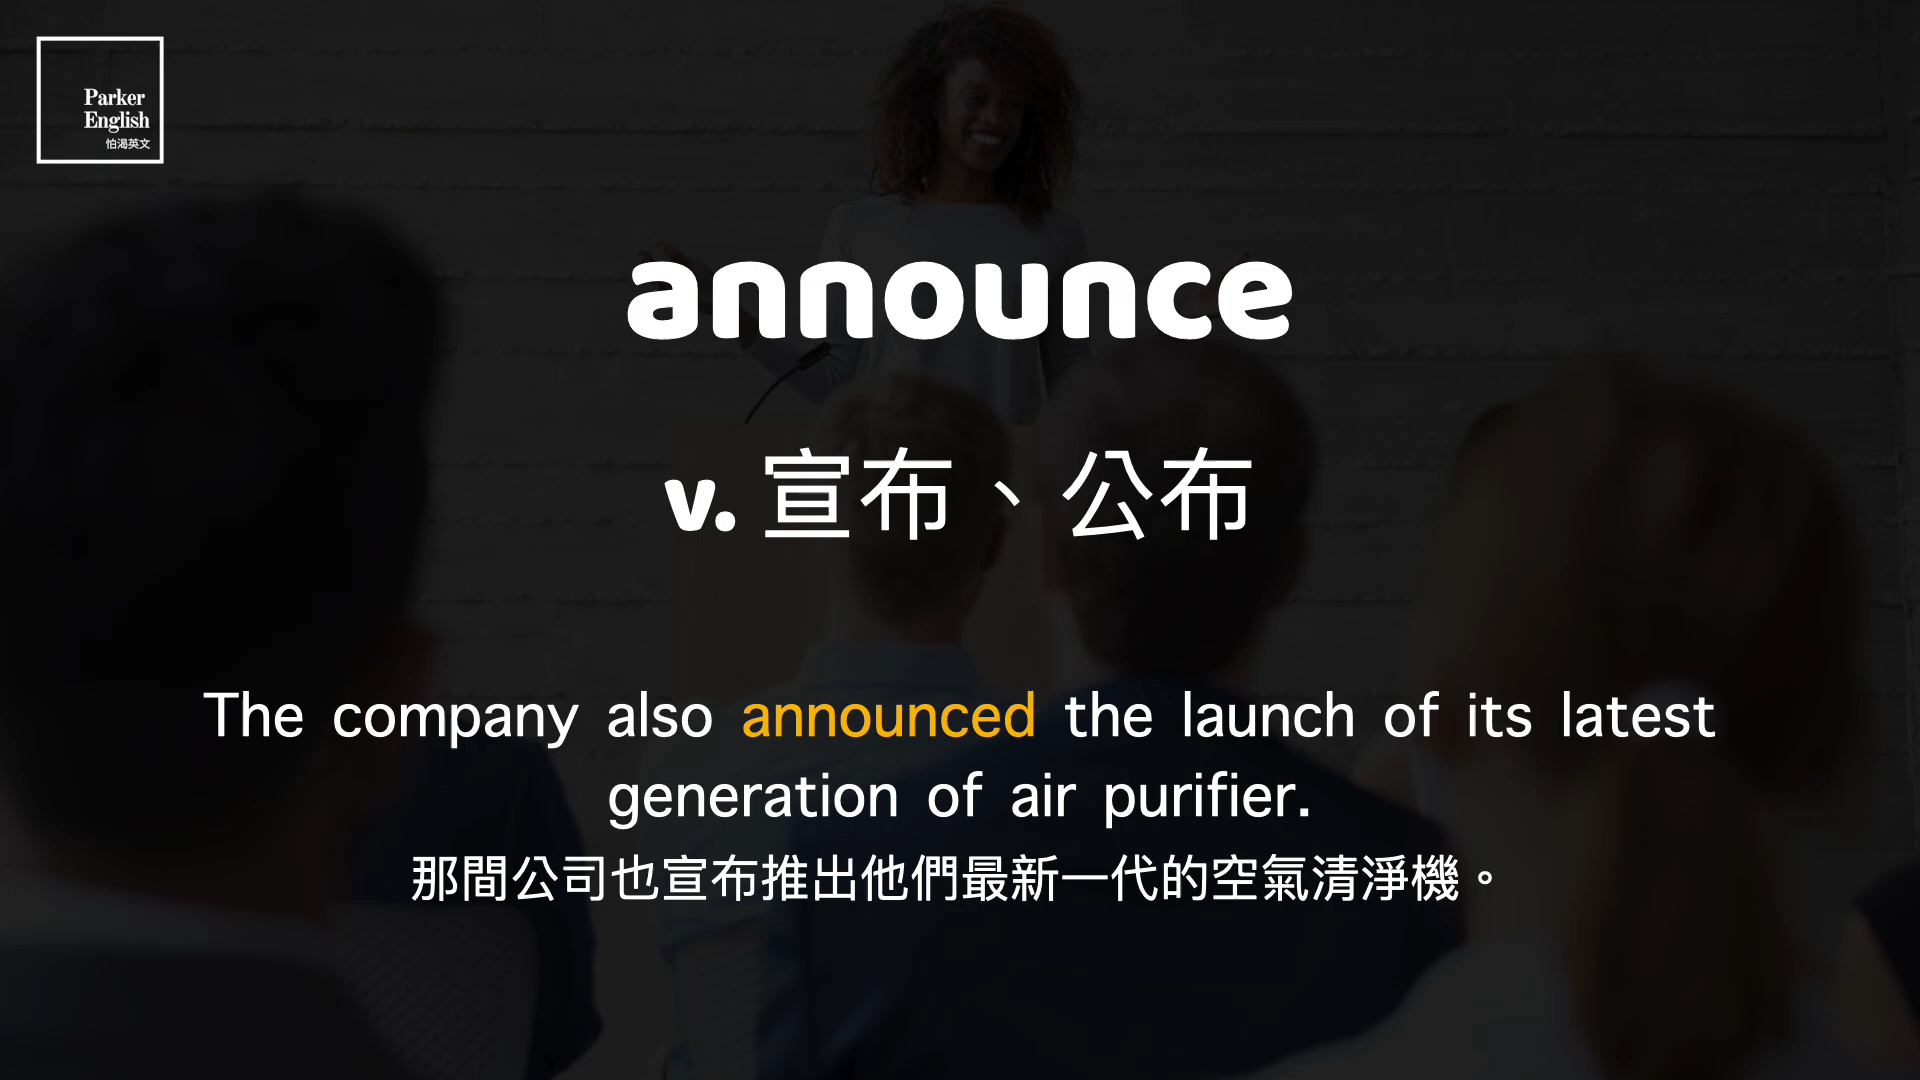 Parker
English
怕渴英文
announce
v. 宣布、公布
The company also announced the launch of its latest
generation of air purifier.
那間公司也宣布推出他們最新一代的空氣清淨機。